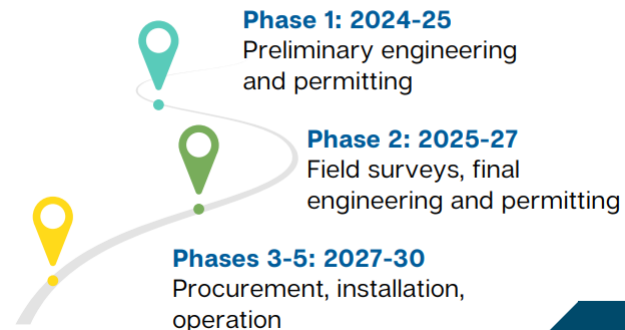 Phase 1: 2024-25
Preliminary engineering
and permitting
Phase 2: 2025-27
Field surveys, final
engineering and permitting
Phases 3-5: 2027-30
Procurement, installation,
operation